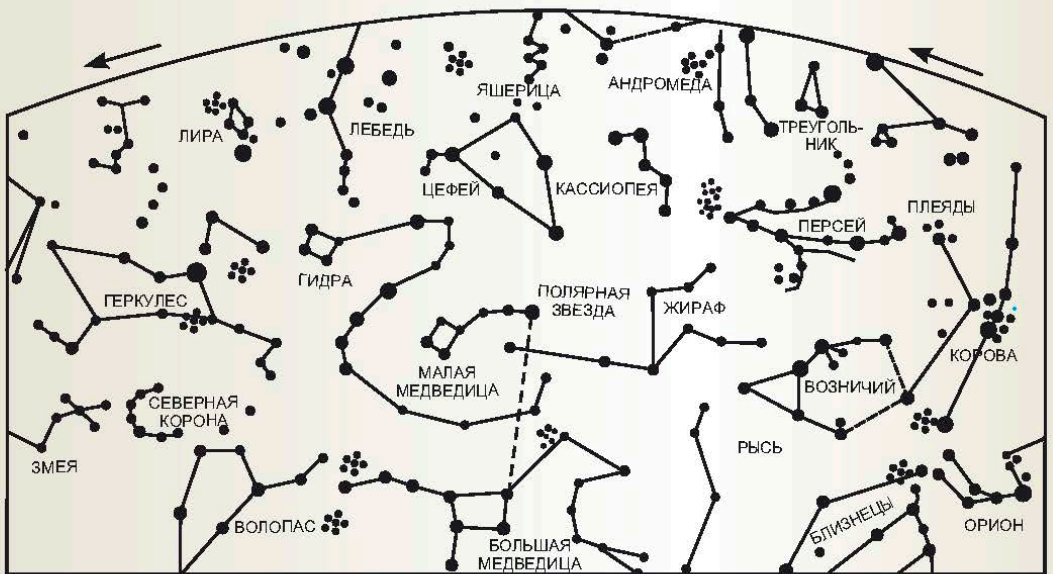 ЯЩЕРИЦА
АНДРОМЕДА
ЛИРА
ЛЕБЕДЬ
ТРЕУГОЛЬ-
НИК
ЦЕФЕЙ
КАССИОПЕЯ
ПЕРСЕЙ
ПЛЕЯДЫ
ГИДРА
ГЕРКУЛЕС
ПОЛЯРНАЯ
ЗВЕЗДА
ЖИРАФ
МАЛАЯ
МЕДВЕДИЦА
ВОЗНИЧИЙ
КОРОВА
СЕВЕРНАЯ
КОРОНА
ЗМЕЯ
РЫСЬ
ВОЛОПАС
БОЛЬШАЯ
МЕДВЕДИЦА
БЛИЗНЕЦЫ
ОРИОН